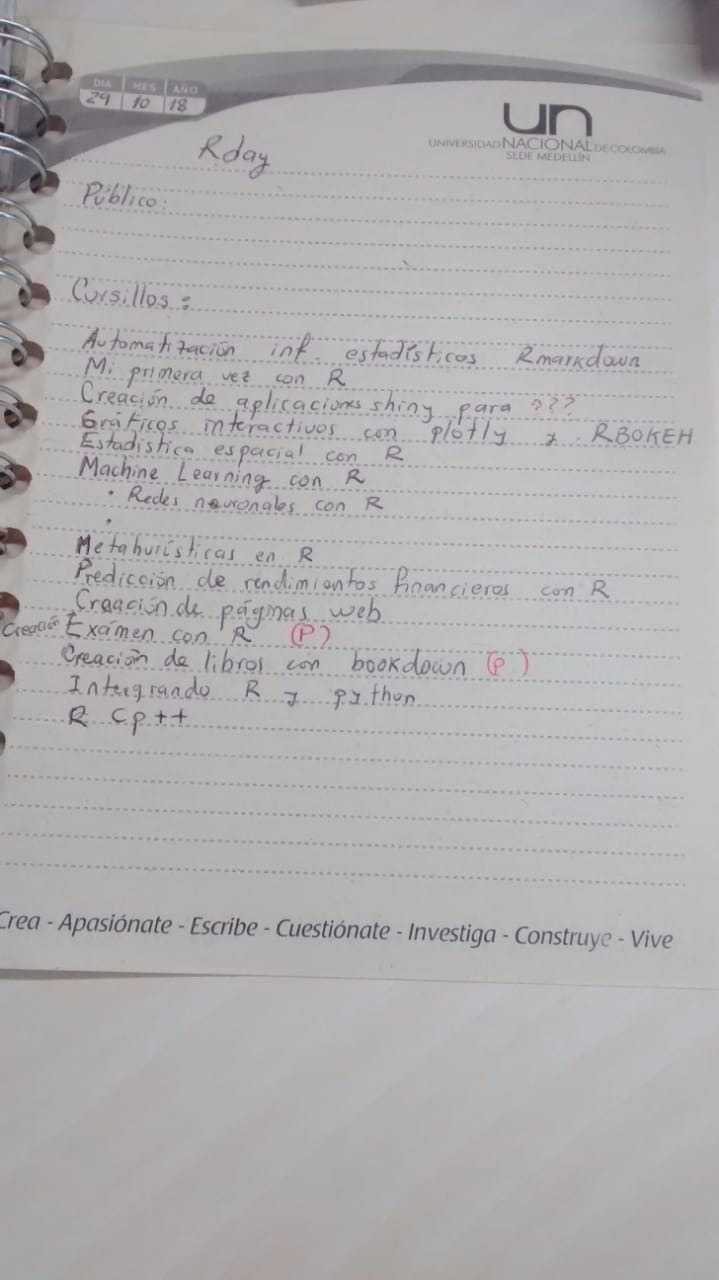 DIA MES AÑO
29 10 18
un
UNIVERSIDAD NACIONAL DE COLOMBIA
SEDE MEDELLÍN
Rday
Público:
Cursillos:
Automatización inf. estadísticos Rmarkdown
Mi primera vez con R
Creación de aplicaciones shiny para ???
Gráficos interactivos con plotly y RBOKEH
Estadística espacial con R
Machine Learning con R
• Redes neuronales con R
•
Metahurísticas en R
Predicción de rendimientos financieros con R
Creación de páginas web
Creación Exámen con R (P)
Creación de libros con bookdown (P)
Intergrando R y python
R Cp++
Crea - Apasiónate - Escribe - Cuestiónate - Investiga - Construye - Vive